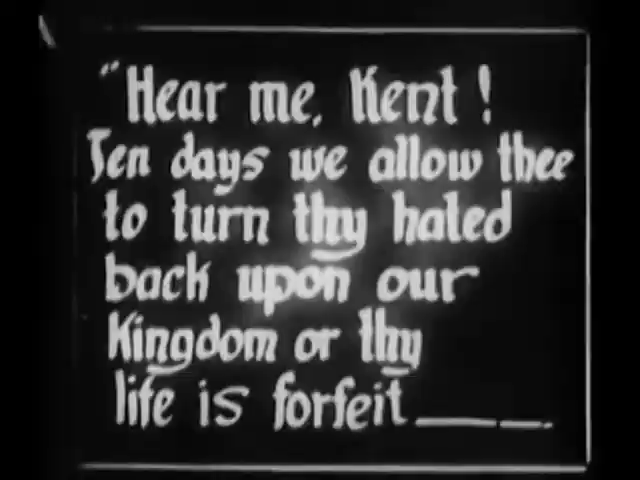 "Hear me, Kent!
Ten days we allow thee
to turn thy hated
back upon our
Kingdom or thy
life is forfeit